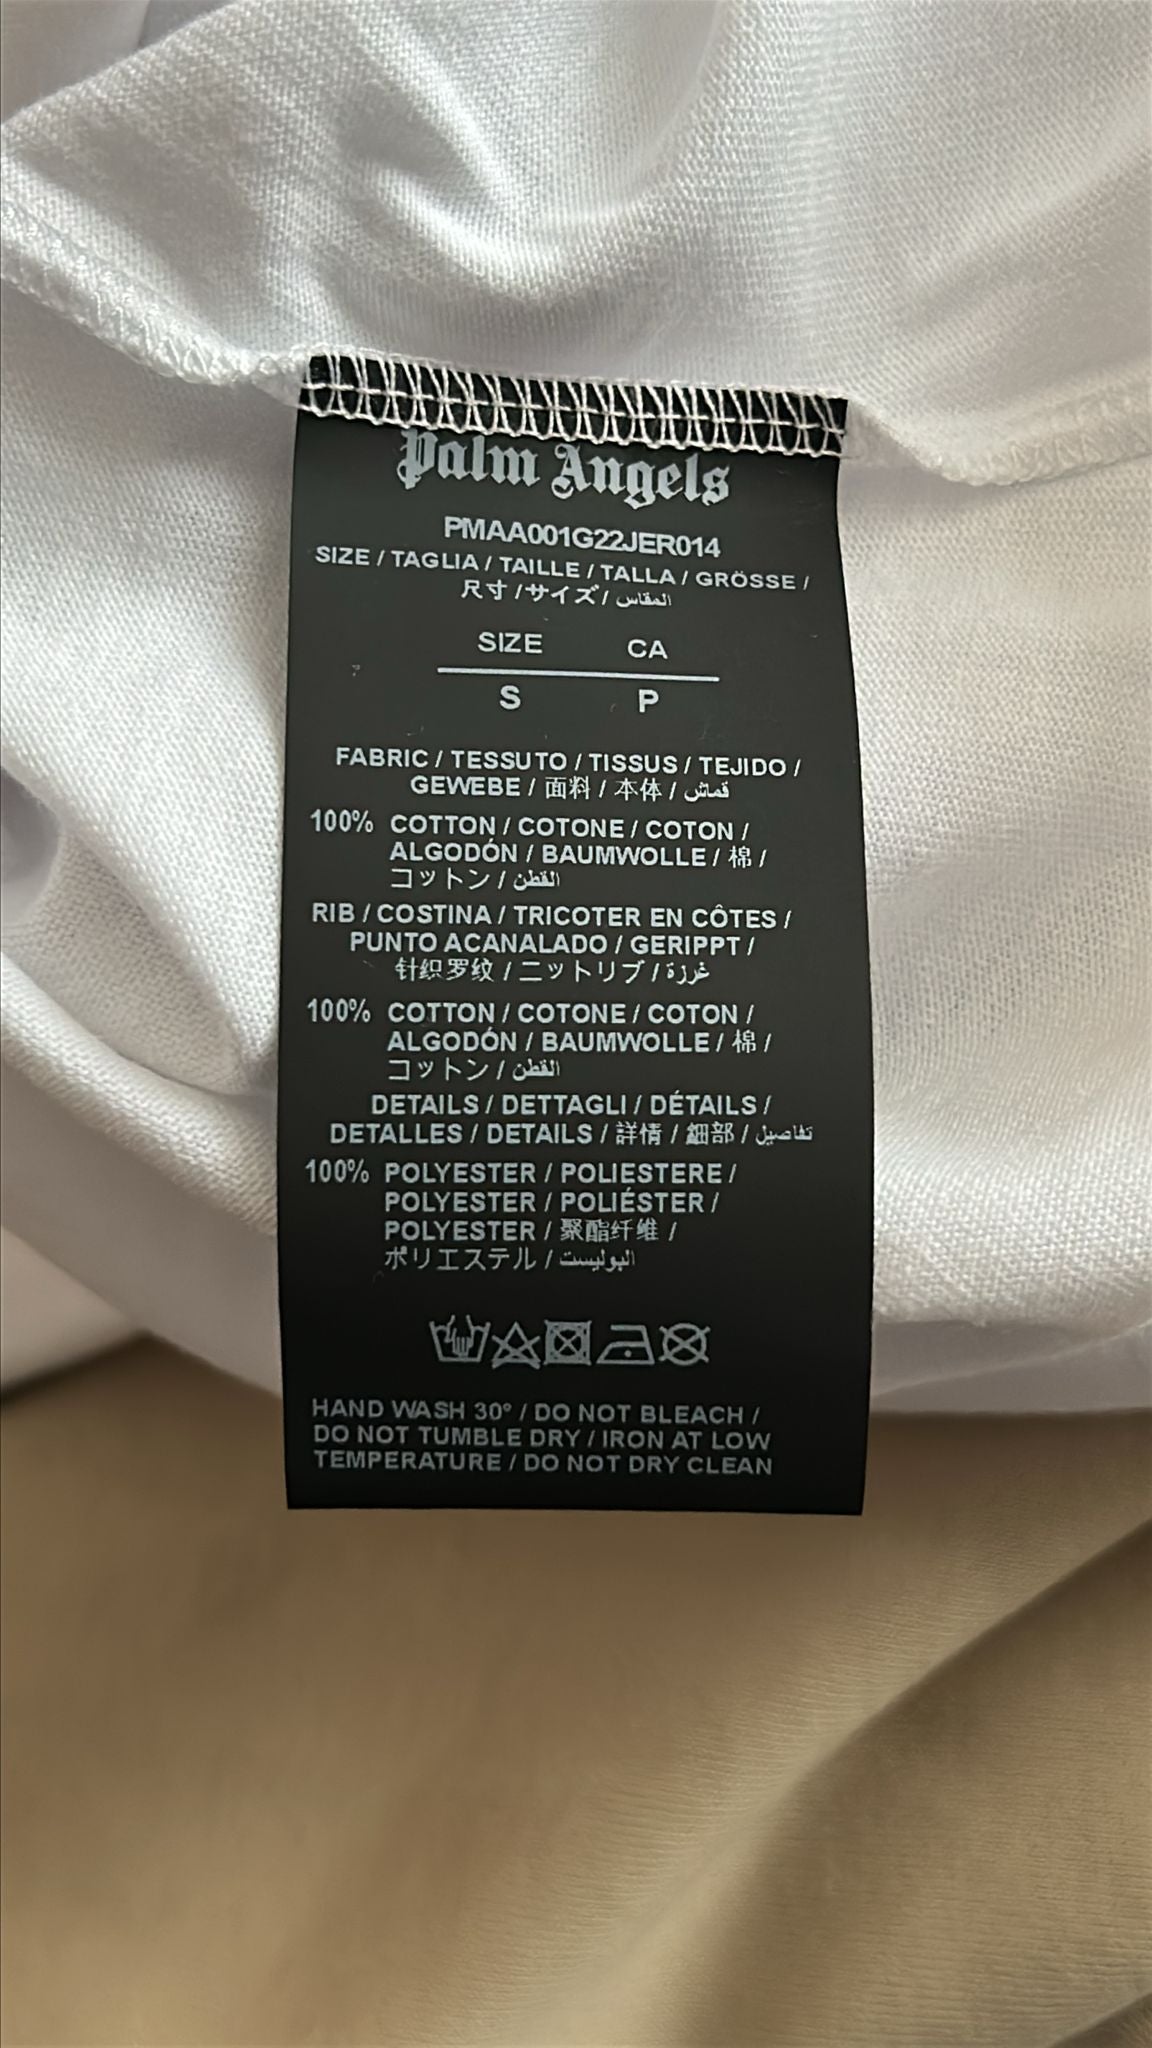 Palm Angels
PMAA001G22JER014
SIZE / TAGLIA / TAILLE / TALLA / GRÖSSE /
尺寸 / サイズ / المقاس
SIZE CA
S P
FABRIC / TESSUTO / TISSUS / TEJIDO /
GEWEBE / 面料 / 本体 / قماش
100% COTTON / COTONE / COTON /
ALGODÓN / BAUMWOLLE / 棉 /
コットン / القطن
RIB / COSTINA / TRICOTER EN CÔTES /
PUNTO ACANALADO / GERIPPT /
针织罗纹 / ニットリブ / غرزة
100% COTTON / COTONE / COTON /
ALGODÓN / BAUMWOLLE / 棉 /
コットン / القطن
DETAILS / DETTAGLI / DÉTAILS /
DETALLES / DETAILS / 詳情 / 細部 / تفاصيل
100% POLYESTER / POLIESTERE /
POLYESTER / POLIÉSTER /
POLYESTER / 聚酯纤维 /
ポリエステル / البوليست
HAND WASH 30° / DO NOT BLEACH /
DO NOT TUMBLE DRY / IRON AT LOW
TEMPERATURE / DO NOT DRY CLEAN